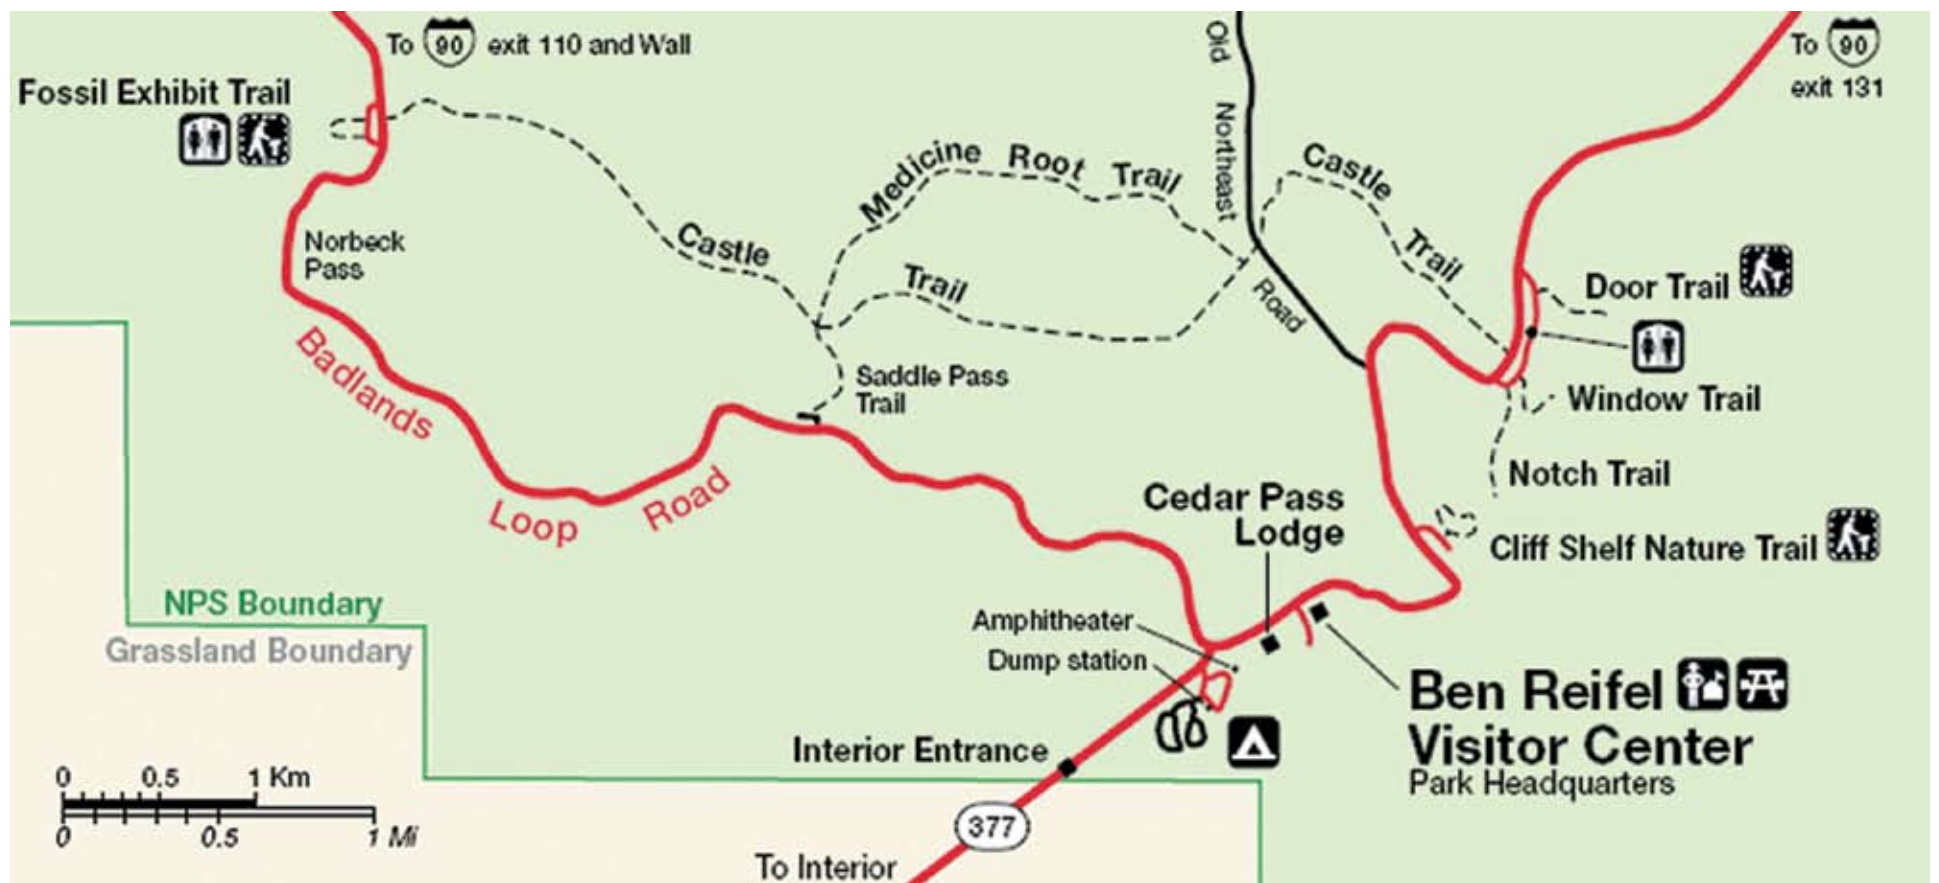 To 90 exit 110 and Wall
Old Northeast Road
To 90
exit 131
Fossil Exhibit Trail
Medicine Root Trail
Castle Trail
Castle Trail
Norbeck
Pass
Door Trail
Badlands Loop Road
Saddle Pass
Trail
Window Trail
Notch Trail
Cedar Pass
Lodge
Cliff Shelf Nature Trail
NPS Boundary
Grassland Boundary
Amphitheater
Dump station
Ben Reifel
Visitor Center
Park Headquarters
Interior Entrance
0 0.5 1 Km
0 0.5 1 Mi
377
To Interior